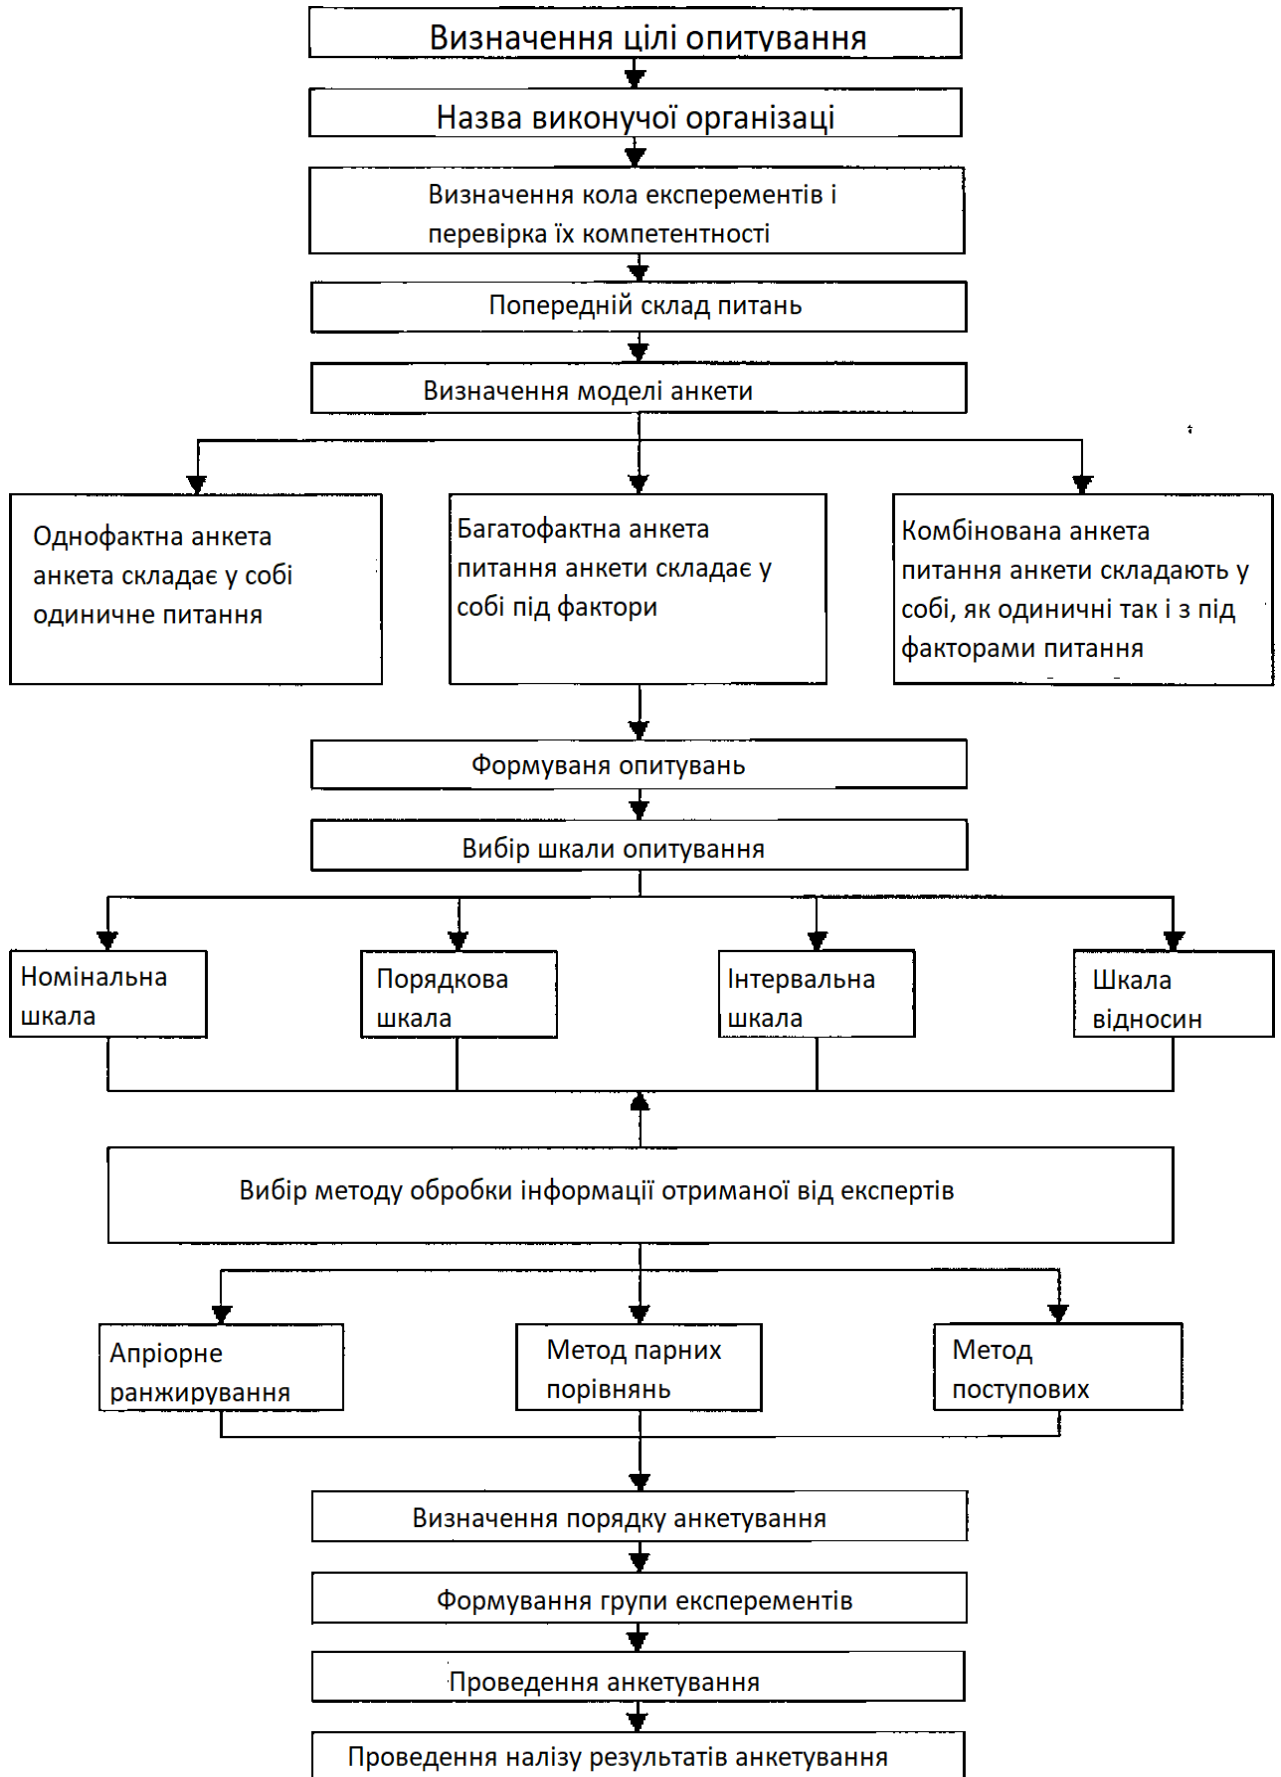 Визначення цілі опитування
Назва виконучої організаці
Визначення кола експерементів і
перевірка їх компетентності
Попередній склад питань
Визначення моделі анкети
Однофактна анкета
анкета складає у собі
одиничне питання
Багатофактна анкета
питання анкети складає у
собі під фактори
Комбінована анкета
питання анкети складають у
собі, як одиничні так і з під
факторами питання
Формуваня опитувань
Вибір шкали опитування
Номінальна
шкала
Порядкова
шкала
Інтервальна
шкала
Шкала
відносин
Вибір методу обробки інформації отриманої від експертів
Апріорне
ранжирування
Метод парних
порівнянь
Метод
поступових
Визначення порядку анкетування
Формування групи експерементів
Проведення анкетування
Проведення налізу результатів анкетування